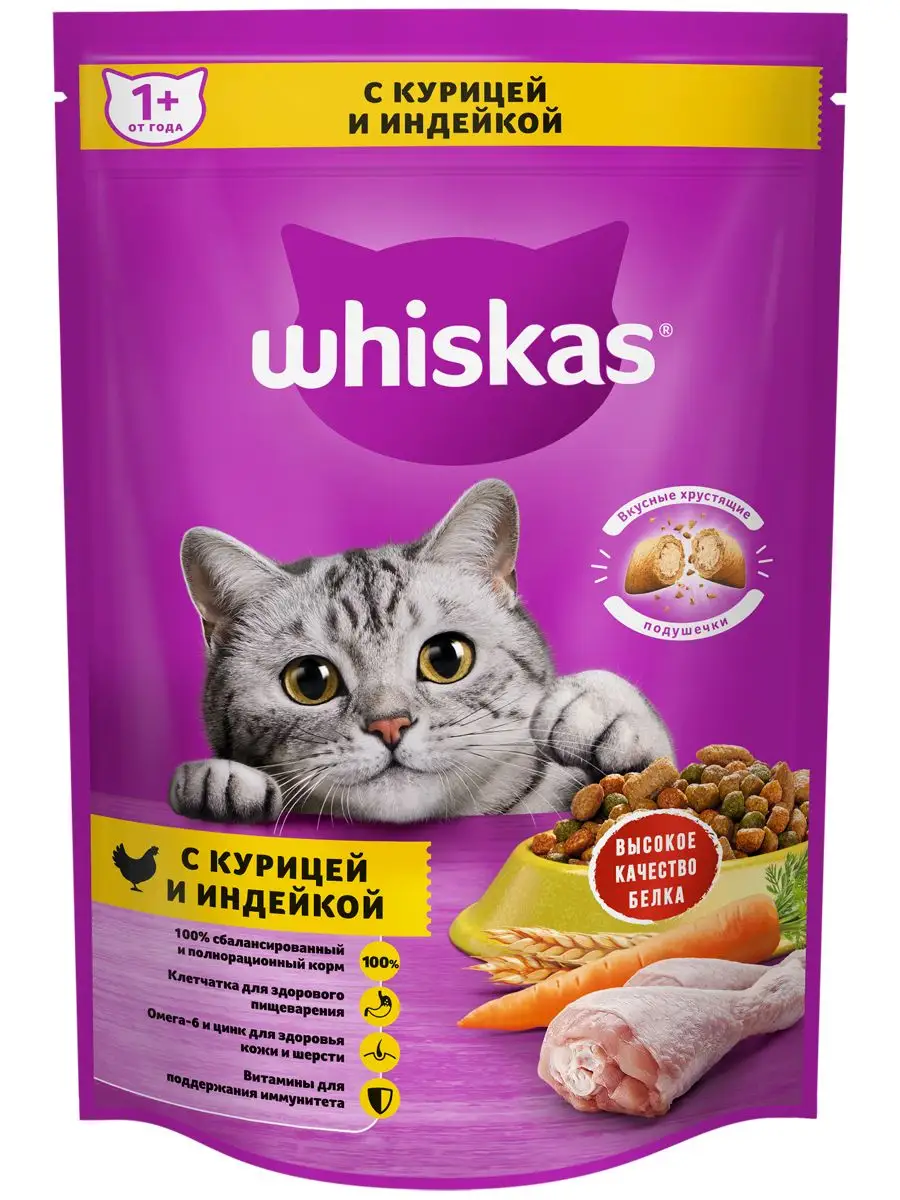 1+
ОТ ГОДА
С КУРИЦЕЙ
И ИНДЕЙКОЙ
whiskas®
Вкусные хрустящие
подушечки
ВЫСОКОЕ
КАЧЕСТВО
БЕЛКА
С КУРИЦЕЙ
И ИНДЕЙКОЙ
100% сбалансированный
и полнорационный корм
100%
Клетчатка для здорового
пищеварения
Омега-6 и цинк для здоровья
кожи и шерсти
Витамины для
поддержания иммунитета